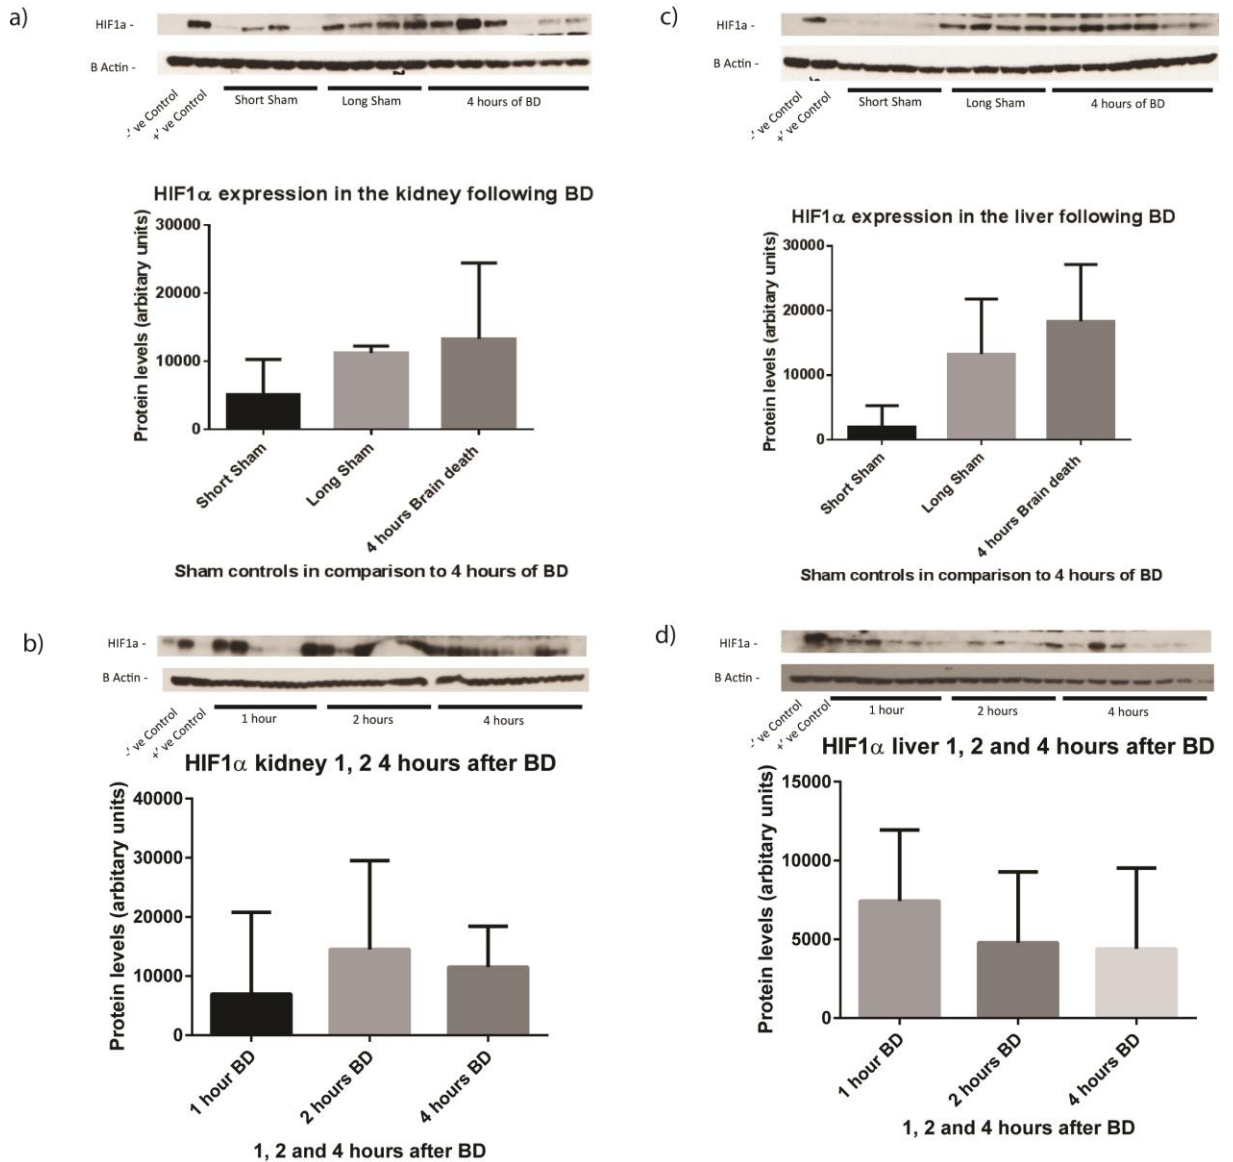 a)
HIF1a -
B Actin -
-' ve Control
+' ve Control
Short Sham
Long Sham
4 hours of BD
HIF1α expression in the kidney following BD
Protein levels (arbitary units)
30000
20000
10000
0
Short Sham
Long Sham
4 hours Brain death
Sham controls in comparison to 4 hours of BD
c)
HIF1a -
B Actin -
-' ve Control
+' ve Control
Short Sham
Long Sham
4 hours of BD
HIF1α expression in the liver following BD
Protein levels (arbitary units)
30000
20000
10000
0
Short Sham
Long Sham
4 hours Brain death
Sham controls in comparison to 4 hours of BD
b)
HIF1a -
B Actin -
-' ve Control
+' ve Control
1 hour
2 hours
4 hours
HIF1α kidney 1, 2 4 hours after BD
Protein levels (arbitary units)
40000
30000
20000
10000
0
1 hour BD
2 hours BD
4 hours BD
1, 2 and 4 hours after BD
d)
HIF1a -
B Actin -
-' ve Control
+' ve Control
1 hour
2 hours
4 hours
HIF1α liver 1, 2 and 4 hours after BD
Protein levels (arbitary units)
15000
10000
5000
0
1 hour BD
2 hours BD
4 hours BD
1, 2 and 4 hours after BD